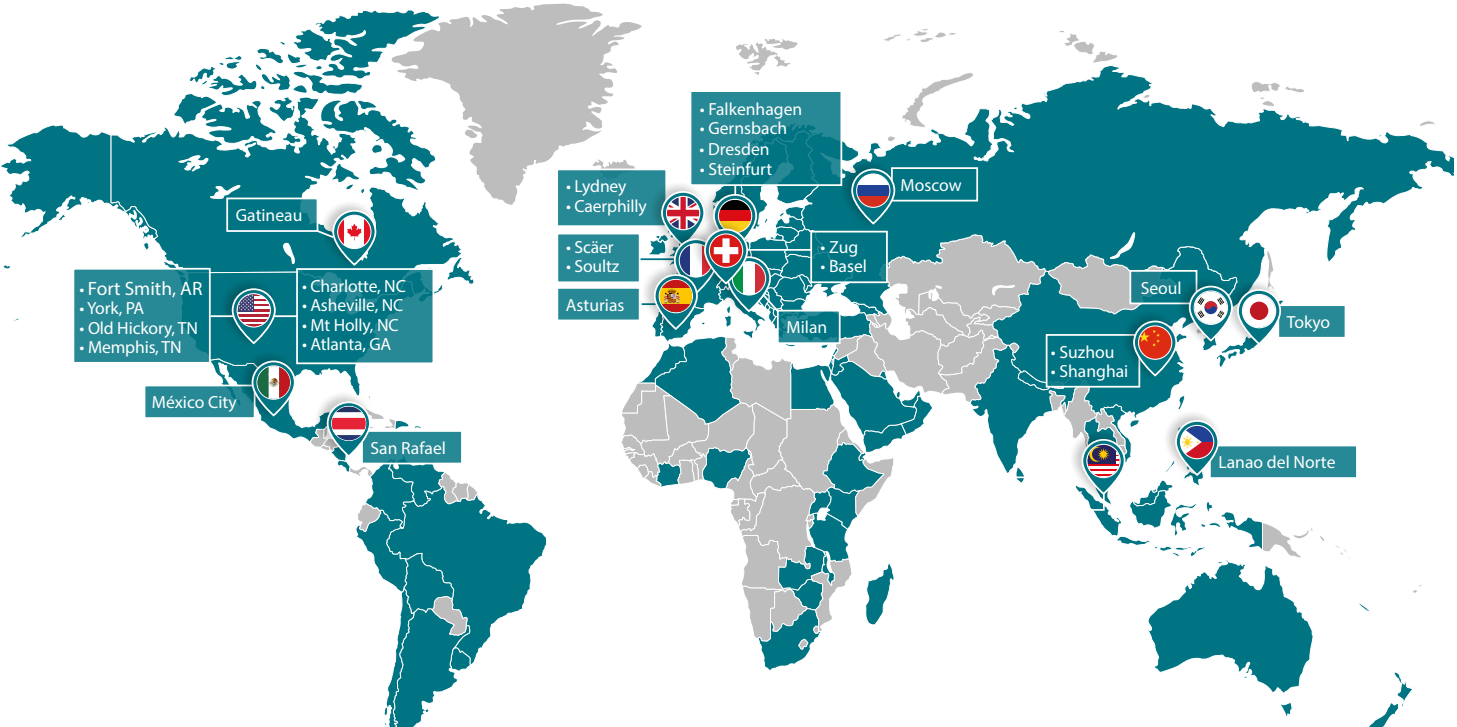 • Falkenhagen
• Gernsbach
• Dresden
• Steinfurt
• Lydney
• Caerphilly
Moscow
Gatineau
• Scäer
• Soultz
• Zug
• Basel
Asturias
Milan
• Fort Smith, AR
• York, PA
• Old Hickory, TN
• Memphis, TN
• Charlotte, NC
• Asheville, NC
• Mt Holly, NC
• Atlanta, GA
Seoul
Tokyo
• Suzhou
• Shanghai
México City
San Rafael
Lanao del Norte